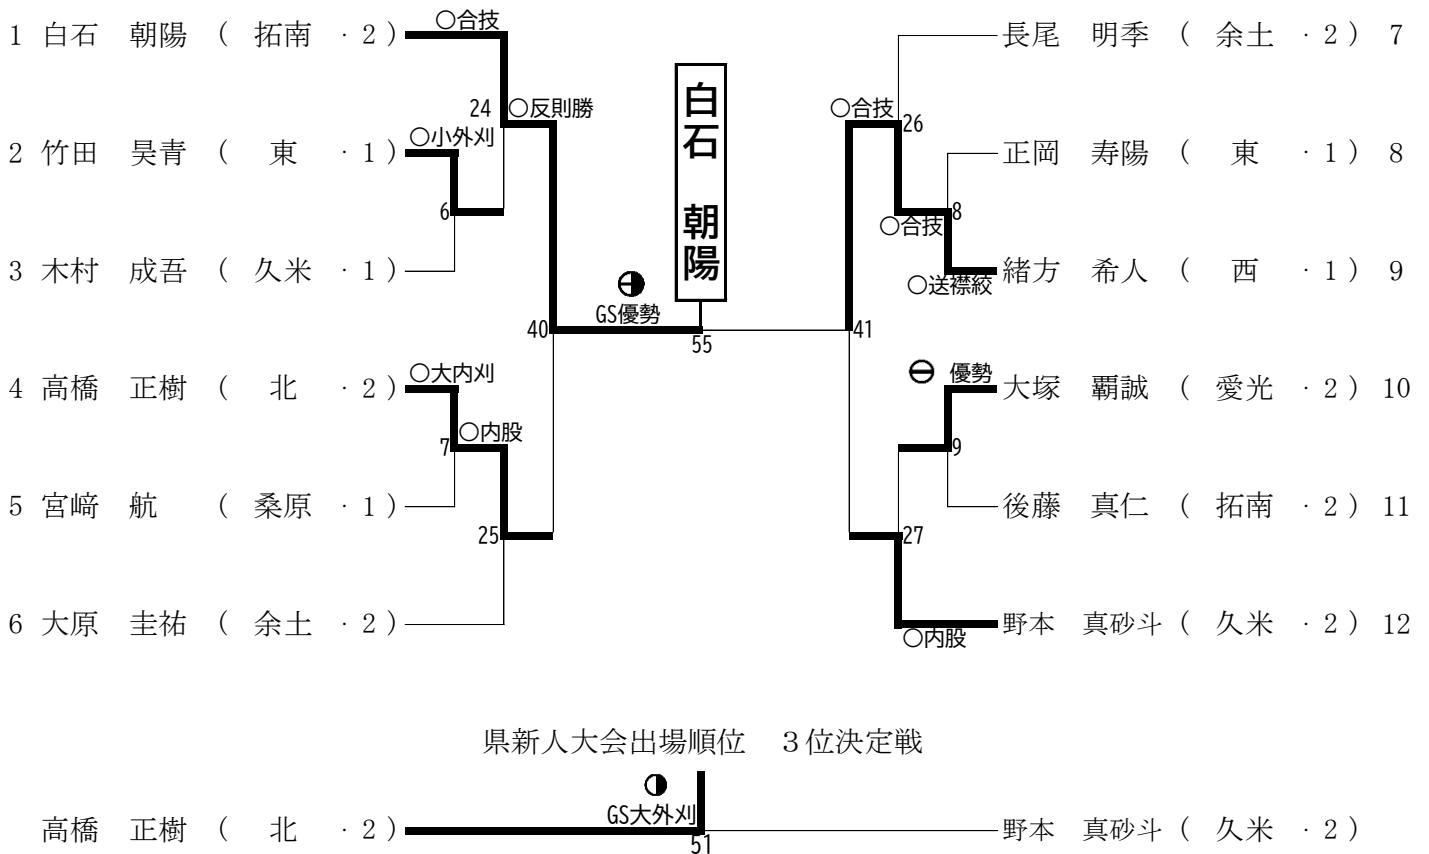 ○合技
1 白石 朝陽 ( 拓南 ・2)
長尾 明季 ( 余土 ・2) 7
白石 朝陽
24 ○反則勝
○合技
26
○小外刈
2 竹田 昊青 ( 東 ・1)
正岡 寿陽 ( 東 ・1) 8
6
8
○合技
3 木村 成吾 ( 久米 ・1)
○送襟絞
緒方 希人 ( 西 ・1) 9
GS優勢
40
55
41
○大内刈
優勢
4 高橋 正樹 ( 北 ・2)
大塚 覇誠 ( 愛光 ・2) 10
○内股
7
9
5 宮﨑 航 ( 桑原 ・1)
後藤 真仁 ( 拓南 ・2) 11
25
27
6 大原 圭祐 ( 余土 ・2)
○内股
野本 真砂斗 ( 久米 ・2) 12
県新人大会出場順位 3位決定戦
GS大外刈
高橋 正樹 ( 北 ・2)
51
野本 真砂斗 ( 久米 ・2)